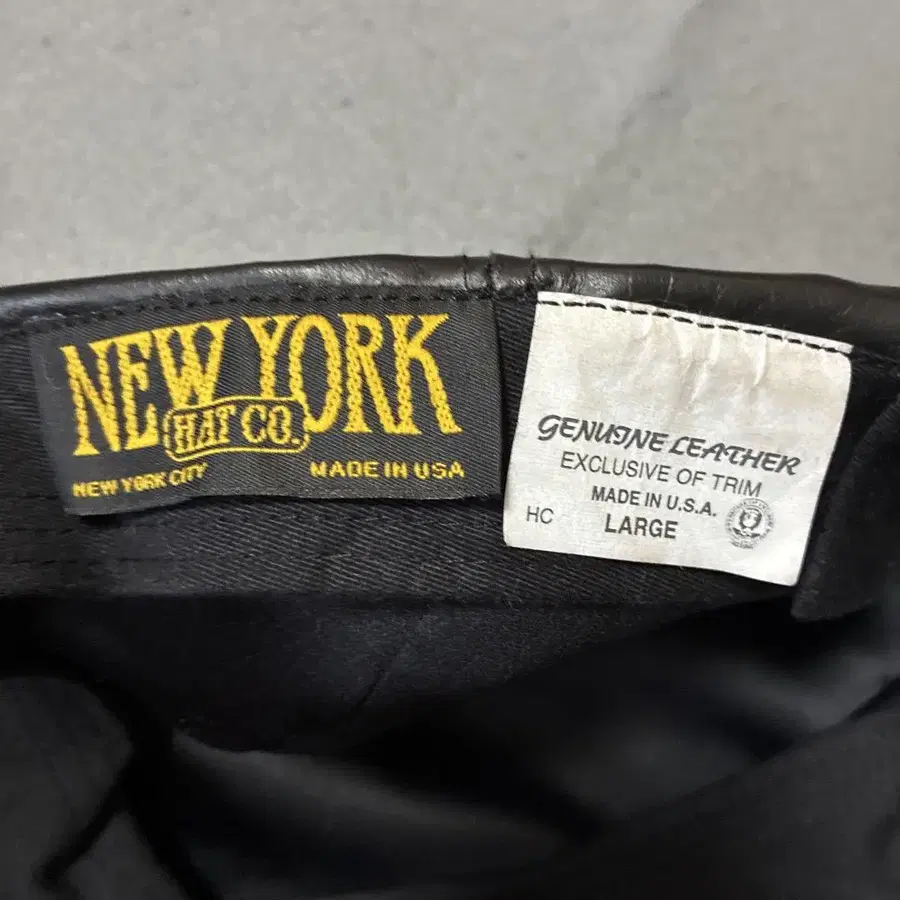 NEW YORK
HAT CO.
NEW YORK CITY
MADE IN USA
GENUINE LEATHER
EXCLUSIVE OF TRIM
MADE IN U.S.A.
HC
LARGE